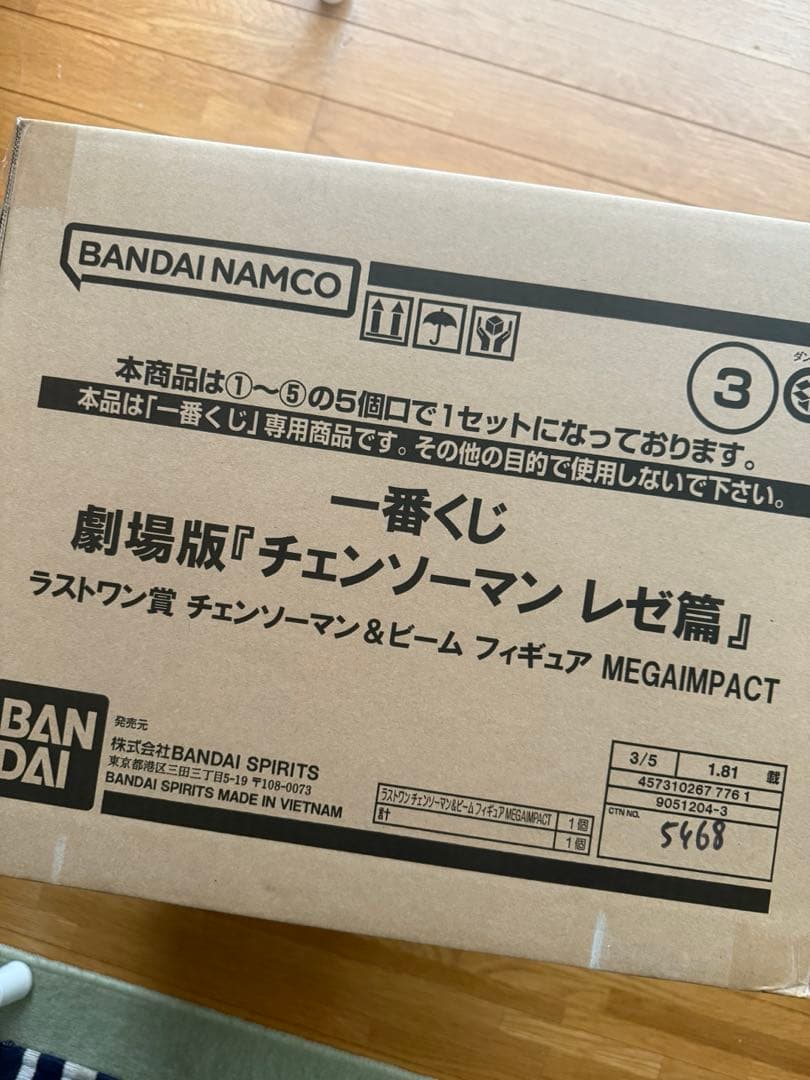 BANDAI NAMCO
3
ダン
本商品は①～⑤の5個口で1セットになっております。
本品は「一番くじ」専用商品です。その他の目的で使用しないで下さい。
一番くじ
劇場版『チェンソーマン レゼ篇』
ラストワン賞 チェンソーマン&ビーム フィギュア MEGAIMPACT
BAN
DAI
発売元
株式会社BANDAI SPIRITS
東京都港区三田三丁目5-19 〒108-0073
BANDAI SPIRITS MADE IN VIETNAM
ラストワン チェンソーマン&ビーム フィギュア MEGAIMPACT 1個
計 1個
3/5 1.81 載
457310267 776 1
9051204-3
CTN NO.
5468